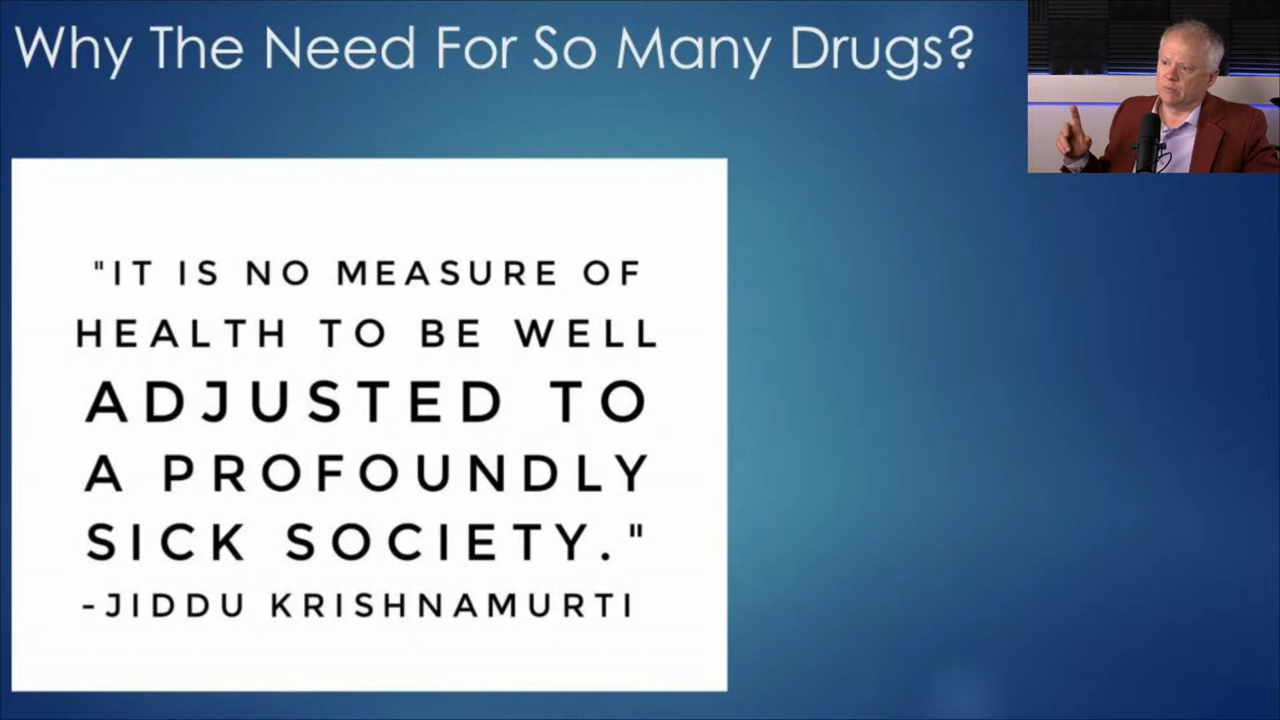 Why The Need For So Many Drugs?
"IT IS NO MEASURE OF
HEALTH TO BE WELL
ADJUSTED TO
A PROFOUNDLY
SICK SOCIETY."
-JIDDU KRISHNAMURTI